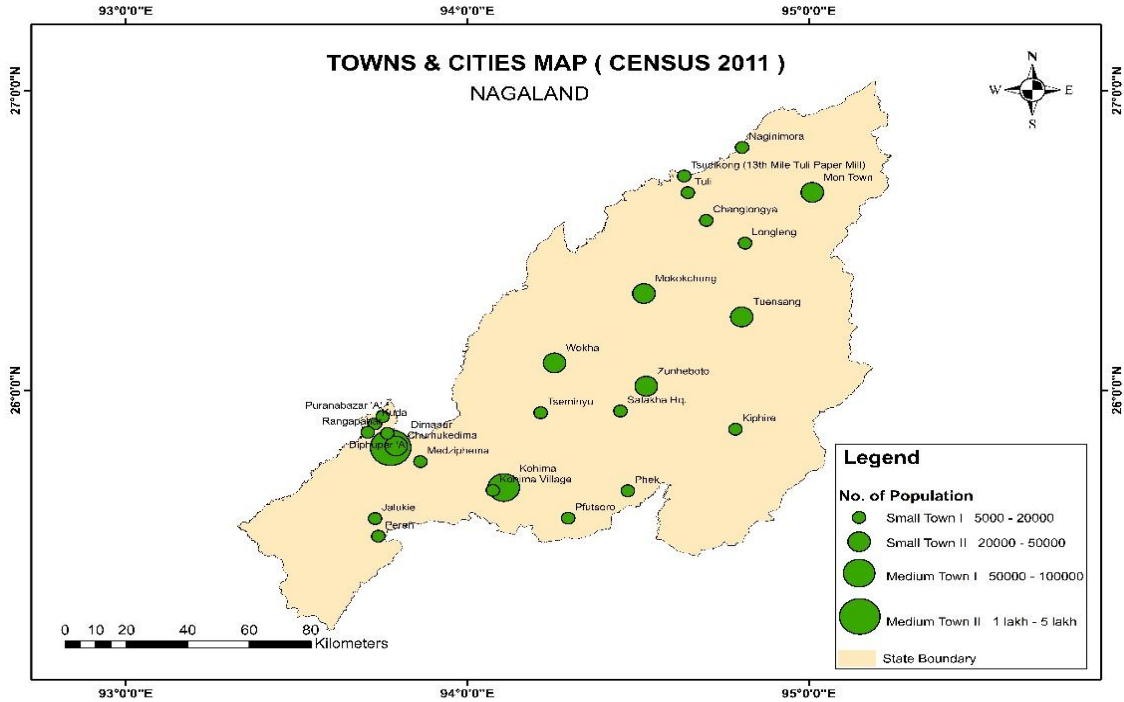 93°0'0"E 94°0'0"E 95°0'0"E
TOWNS & CITIES MAP ( CENSUS 2011 )
NAGALAND
N
W E
S
27°0'0"N 27°0'0"N
Naginimora
Tsudikong (13th Mile Tuli Paper Mill)
Tuli
Mon Town
Changtongya
Longleng
Mokokchung
Tuensang
Wokha
Zunheboto
26°0'0"N 26°0'0"N
Tseminyu
Satakha Hq.
Kiphire
Puranabazar 'A'
Kuda
Rangapahar
Dimapur
Chumukedima
Diphupar 'A'
Medziphema
Kohima
Kohima Village
Phek
Pfutsero
Jalukie
Peren
Legend
No. of Population
Small Town I 5000 - 20000
Small Town II 20000 - 50000
Medium Town I 50000 - 100000
Medium Town II 1 lakh - 5 lakh
State Boundary
0 10 20 40 60 80
Kilometers
93°0'0"E 94°0'0"E 95°0'0"E